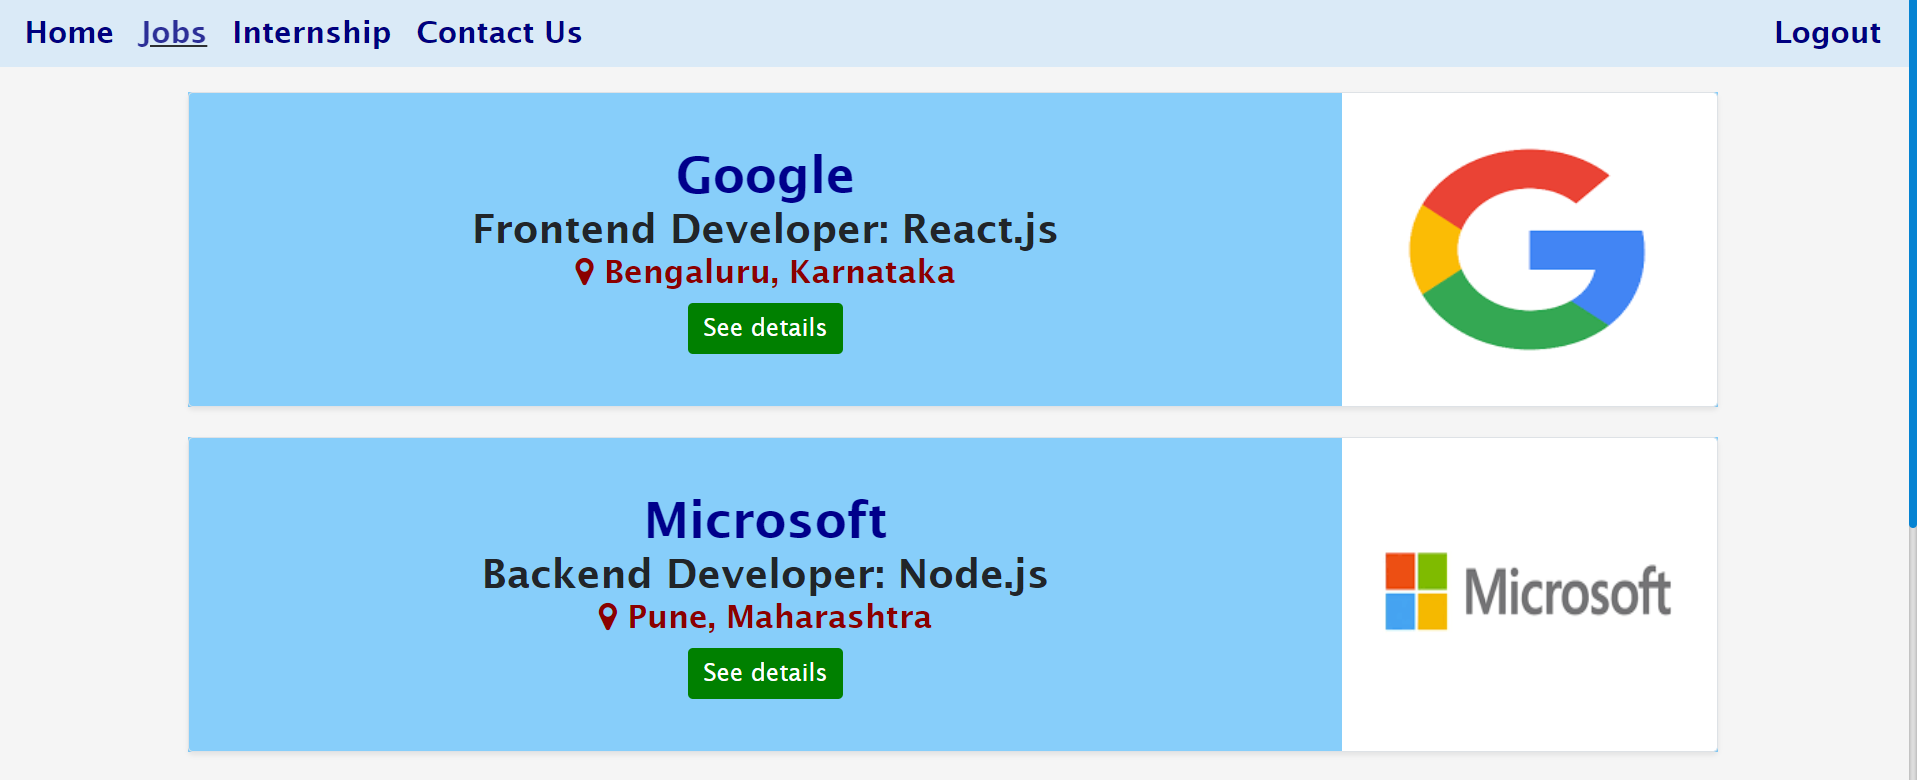 Home Jobs Internship Contact Us Logout
Google
Frontend Developer: React.js
Bengaluru, Karnataka
See details
Microsoft
Backend Developer: Node.js
Pune, Maharashtra
See details
Microsoft